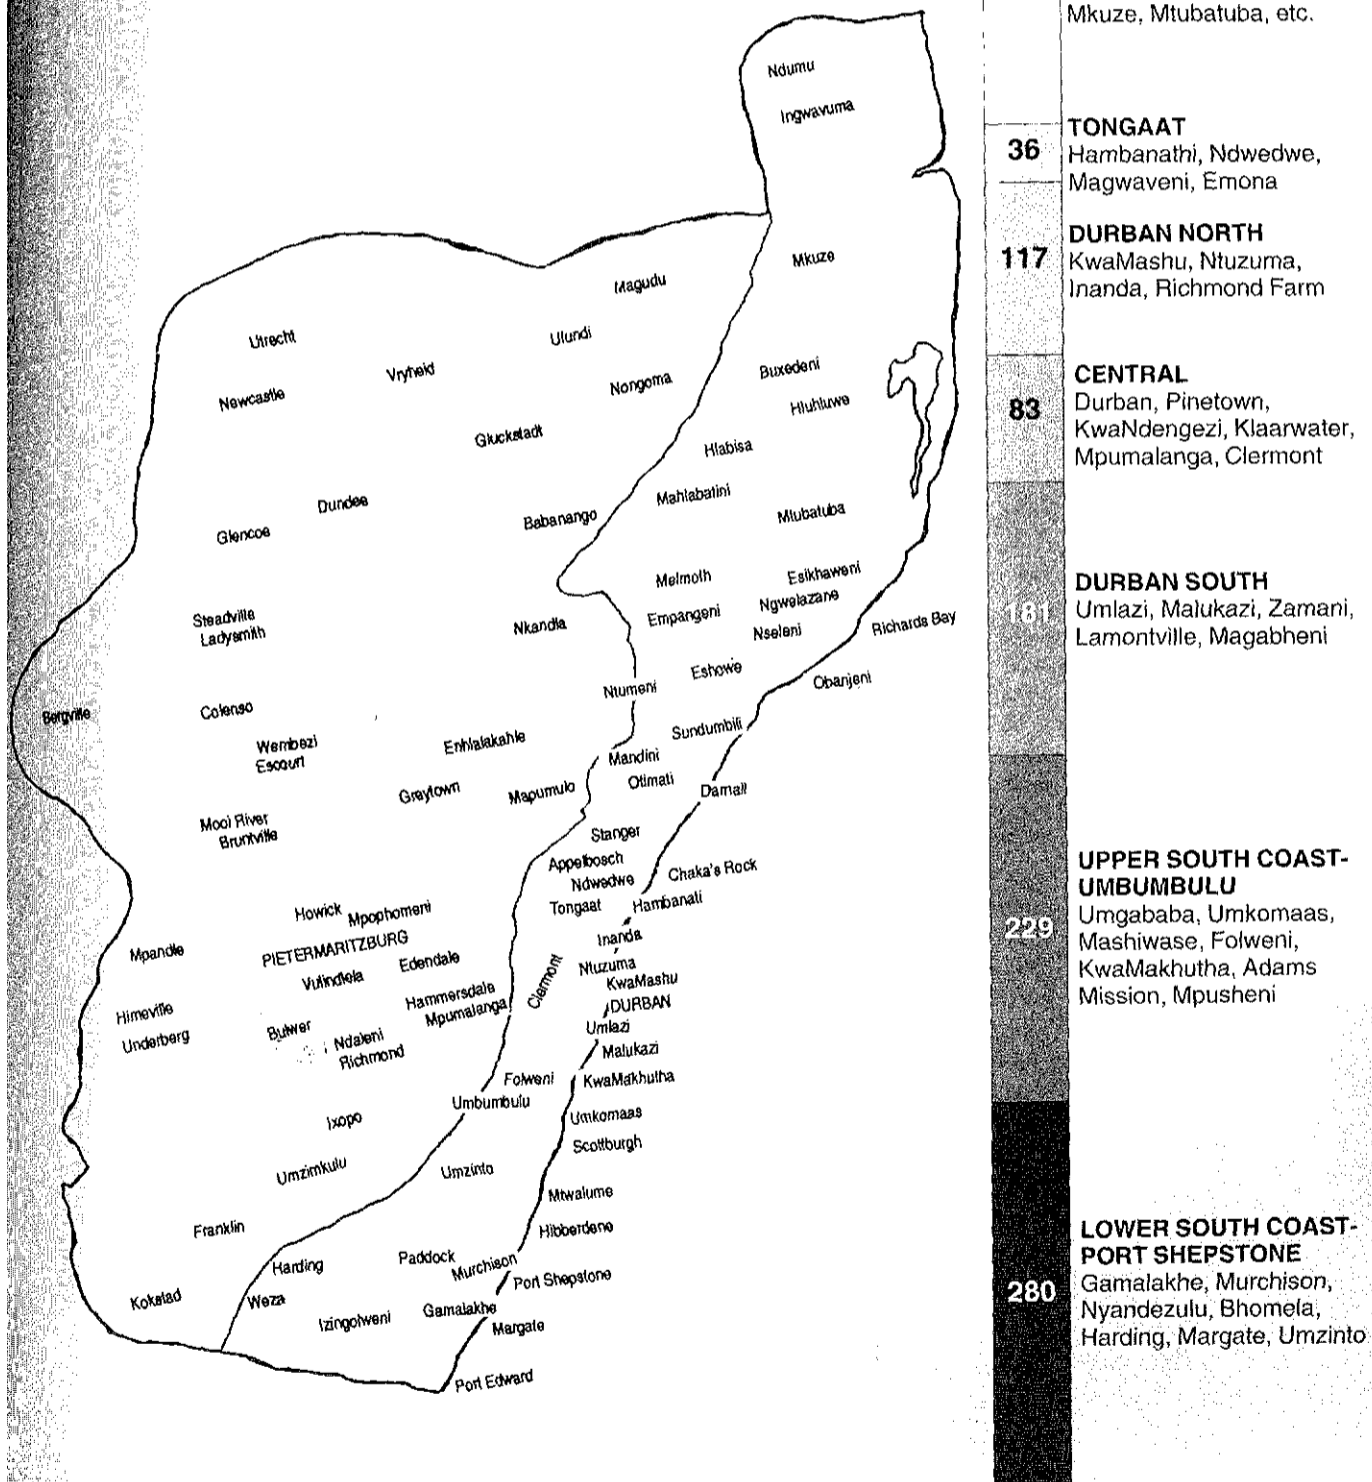 Mkuze, Mtubatuba, etc.
36
TONGAAT
Hambanathi, Ndwedwe,
Magwaveni, Emona
117
DURBAN NORTH
KwaMashu, Ntuzuma,
Inanda, Richmond Farm
83
CENTRAL
Durban, Pinetown,
KwaNdengezi, Klaarwater,
Mpumalanga, Clermont
181
DURBAN SOUTH
Umlazi, Malukazi, Zamani,
Lamontville, Magabheni
229
UPPER SOUTH COAST-
UMBUMBULU
Umgababa, Umkomaas,
Mashiwase, Folweni,
KwaMakhutha, Adams
Mission, Mpusheni
280
LOWER SOUTH COAST-
PORT SHEPSTONE
Gamalakhe, Murchison,
Nyandezulu, Bhomela,
Harding, Margate, Umzinto
Ndumu
Ingwavuma
Mkuze
Magudu
Utrecht
Ulundi
Vryheid
Newcastle
Nongoma
Buxedeni
Hluhluwe
Gluckstadt
Hlabisa
Mahlabatini
Dundee
Glencoe
Babanango
Mtubatuba
Melmoth
Esikhaweni
Ngwelazane
Empangeni
Nseleni
Richards Bay
Steadville
Ladysmith
Nkandla
Eshowe
Obanjeni
Ntumeni
Bergville
Colenso
Wembezi
Escourt
Enhlalakahle
Sundumbili
Mandini
Otimati
Darnall
Greytown
Mapumulo
Mooi River
Bruntville
Stanger
Appelbosch
Ndwedwe
Chaka's Rock
Tongaat
Hambanati
Howick
Mpophomeni
PIETERMARITZBURG
Mpandle
Vulindlela
Edendale
Inanda
Ntuzuma
KwaMashu
Clermont
Hammersdale
Mpumalanga
DURBAN
Himeville
Underberg
Bulwer
Ndaleni
Richmond
Umlazi
Malukazi
Folweni
KwaMakhutha
Umbumbulu
Umkomaas
Ixopo
Scottburgh
Umzimkulu
Umzinto
Mtwalume
Franklin
Hibberdene
Harding
Paddock
Murchison
Port Shepstone
Kokstad
Weza
Izingolweni
Gamalakhe
Margate
Port Edward